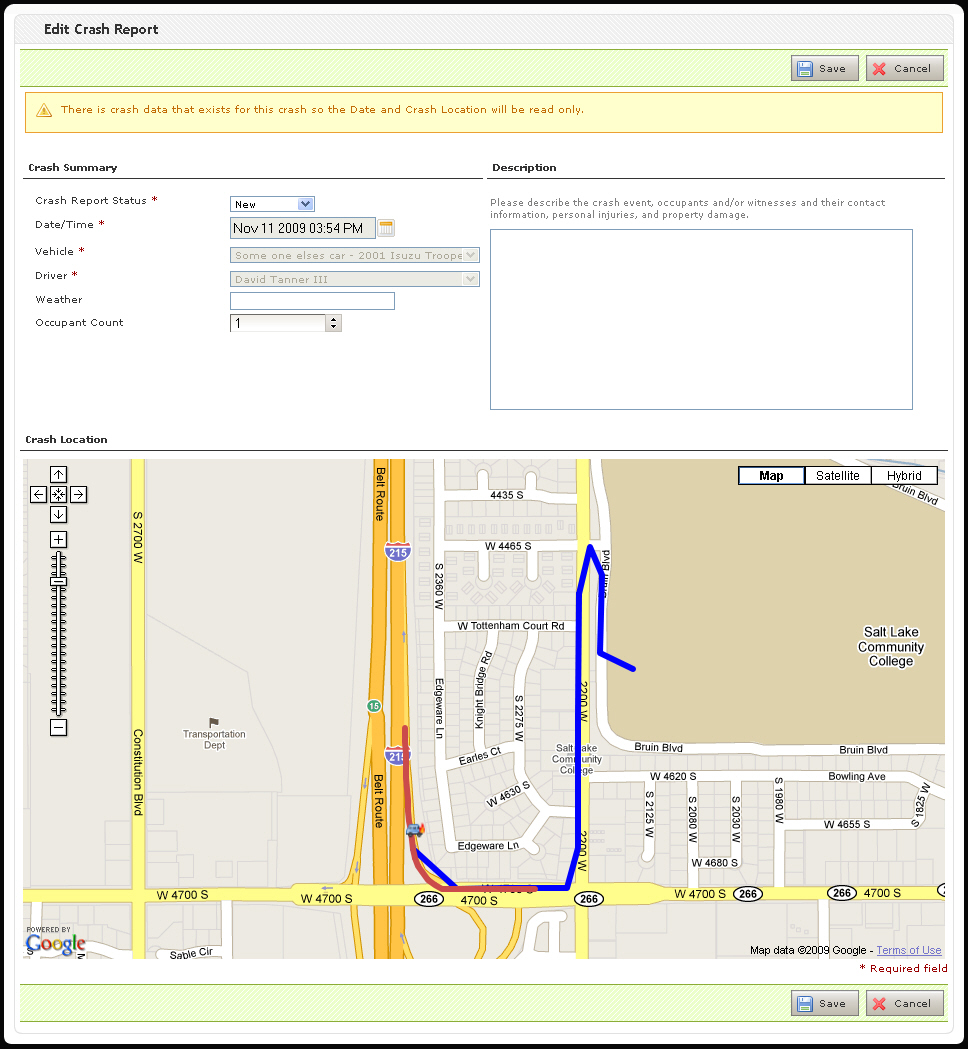 Edit Crash Report
Save
Cancel
There is crash data that exists for this crash so the Date and Crash Location will be read only.
Crash Summary
Crash Report Status *
New
Date/Time *
Nov 11 2009 03:54 PM
Vehicle *
Some one elses car - 2001 Isuzu Troope
Driver *
David Tanner III
Weather
Occupant Count
1
Description
Please describe the crash event, occupants and/or witnesses and their contact
information, personal injuries, and property damage.
Crash Location
Map
Satellite
Hybrid
Bruin Blvd
Belt Route
4435 S
S 2700 W
W 4465 S
215
S 2360 W
Bruin Blvd
W Tottenham Court Rd
Salt Lake
Community
College
Knight Bridge Rd
Edgeware Ln
S 2275 W
2200 W
15
Transportation
Dept
Constitution Blvd
215
Belt Route
Earles Ct
Salt Lake
Community
College
Bruin Blvd
Bruin Blvd
W 4620 S
Bowling Ave
W 4630 S
S 2125 W
S 2080 W
S 2030 W
S 1980 W
S 1825 W
W 4655 S
2200 W
Edgeware Ln
W 4680 S
W 4700 S
W 4700 S
W 4700 S
266
4700 S
266
W 4700 S
266
266
4700 S
Sable Cir
POWERED BY
Google
Map data ©2009 Google - Terms of Use
* Required field
Save
Cancel